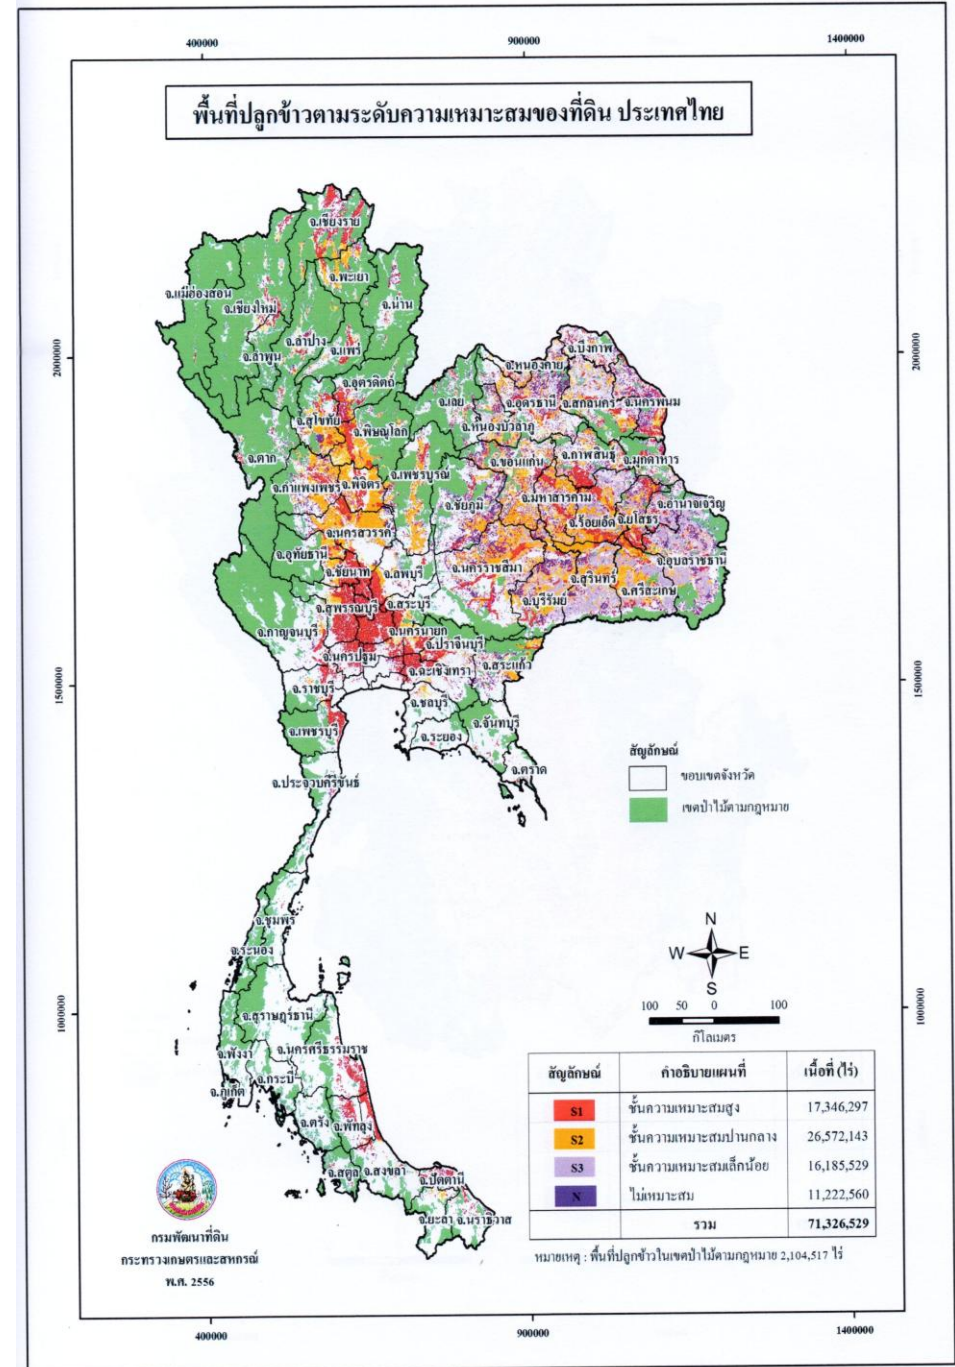 400000
900000
1400000
พื้นที่ปลูกข้าวตามระดับความเหมาะสมของที่ดิน ประเทศไทย
จ.เชียงราย
จ.พะเยา
จ.แม่ฮ่องสอน
จ.เชียงใหม่
จ.น่าน
จ.ลำปาง
จ.แพร่
จ.ลำพูน
2000000
2000000
จ.บึงกาฬ
จ.หนองคาย
จ.อุตรดิตถ์
จ.เลย
จ.อุดรธานี
จ.สกลนคร
จ.นครพนม
จ.สุโขทัย
จ.พิษณุโลก
จ.หนองบัวลำภู
จ.ตาก
จ.ขอนแก่น
จ.กาฬสินธุ์
จ.มุกดาหาร
จ.เพชรบูรณ์
จ.กำแพงเพชร
จ.พิจิตร
จ.ชัยภูมิ
จ.มหาสารคาม
จ.อำนาจเจริญ
จ.ร้อยเอ็ด
จ.ยโสธร
จ.นครสวรรค์
จ.อุทัยธานี
จ.ชัยนาท
จ.ลพบุรี
จ.นครราชสีมา
จ.อุบลราชธานี
จ.สุรินทร์
จ.ศรีสะเกษ
จ.บุรีรัมย์
จ.สุพรรณบุรี
จ.สระบุรี
จ.กาญจนบุรี
จ.นครนายก
จ.ปราจีนบุรี
จ.นครปฐม
จ.ฉะเชิงเทรา
จ.สระแก้ว
1500000
1500000
จ.ราชบุรี
จ.ชลบุรี
จ.เพชรบุรี
จ.ระยอง
จ.จันทบุรี
จ.ตราด
จ.ประจวบคีรีขันธ์
สัญลักษณ์
ขอบเขตจังหวัด
เขตป่าไม้ตามกฎหมาย
จ.ชุมพร
จ.ระนอง
N
W E
S
1000000
1000000
100 50 0 100
กิโลเมตร
จ.สุราษฎร์ธานี
จ.นครศรีธรรมราช
จ.พังงา
จ.กระบี่
จ.ภูเก็ต
จ.ตรัง
จ.พัทลุง
จ.สตูล
จ.สงขลา
จ.ปัตตานี
จ.ยะลา
จ.นราธิวาส
สัญลักษณ์ คำอธิบายแผนที่ เนื้อที่ (ไร่)
S1 ชั้นความเหมาะสมสูง 17,346,297
S2 ชั้นความเหมาะสมปานกลาง 26,572,143
S3 ชั้นความเหมาะสมเล็กน้อย 16,185,529
N ไม่เหมาะสม 11,222,560
รวม 71,326,529
หมายเหตุ : พื้นที่ปลูกข้าวในเขตป่าไม้ตามกฎหมาย 2,104,517 ไร่
กรมพัฒนาที่ดิน
กระทรวงเกษตรและสหกรณ์
พ.ศ. 2556
400000
900000
1400000